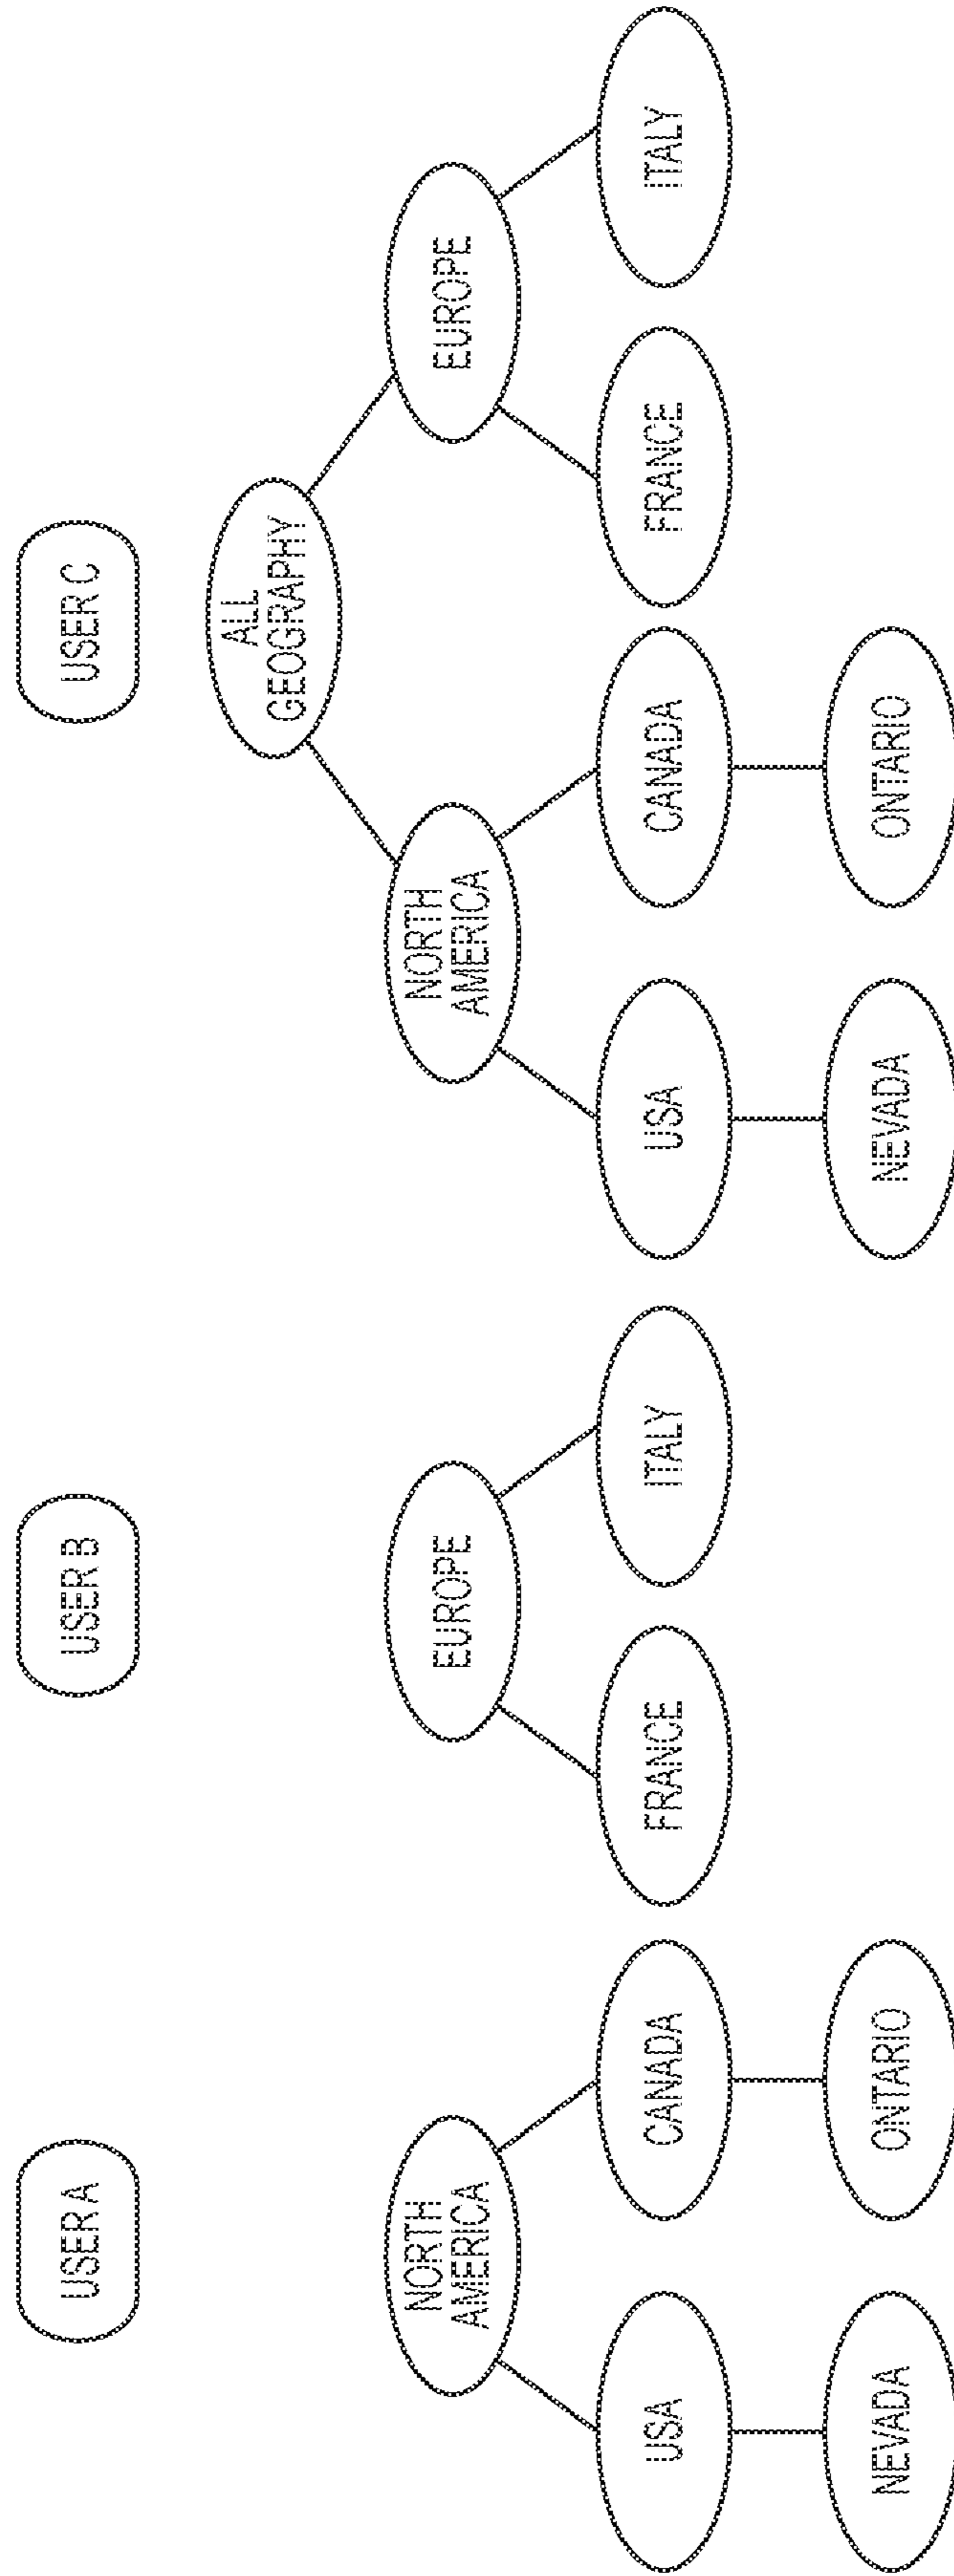 USER A
USER B
USER C
ALL
GEOGRAPHY
NORTH
AMERICA
EUROPE
NORTH
AMERICA
EUROPE
USA
CANADA
FRANCE
ITALY
USA
CANADA
FRANCE
ITALY
NEVADA
ONTARIO
NEVADA
ONTARIO